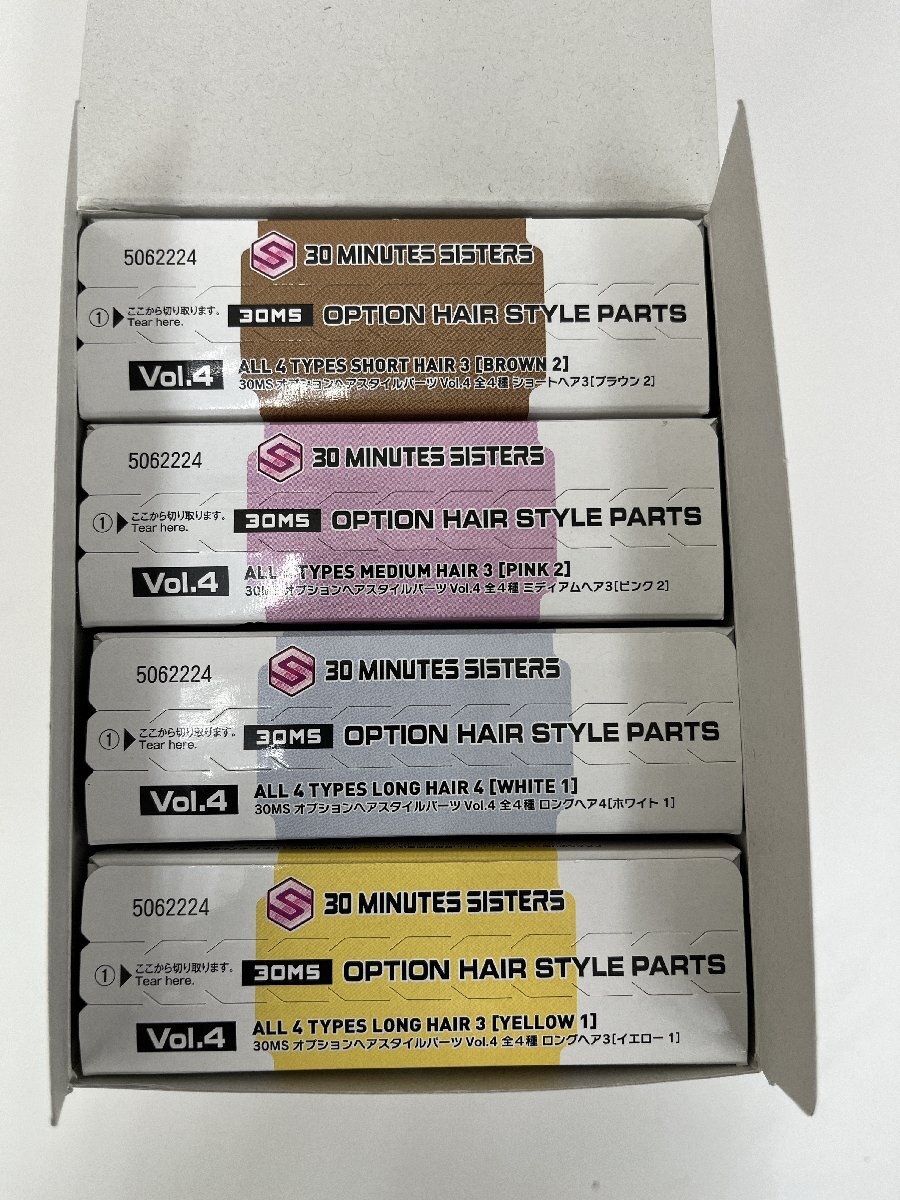 5062224
30 MINUTES SISTERS
① ▶ ここから切り取ります。
Tear here.
30MS OPTION HAIR STYLE PARTS
Vol.4
ALL 4 TYPES SHORT HAIR 3 [BROWN 2]
30MS オプションヘアスタイルパーツ Vol.4 全4種 ショートヘア3[ブラウン 2]
5062224
30 MINUTES SISTERS
① ▶ ここから切り取ります。
Tear here.
30MS OPTION HAIR STYLE PARTS
Vol.4
ALL 4 TYPES MEDIUM HAIR 3 [PINK 2]
30MS オプションヘアスタイルパーツ Vol.4 全4種 ミディアムヘア3[ピンク 2]
5062224
30 MINUTES SISTERS
① ▶ ここから切り取ります。
Tear here.
30MS OPTION HAIR STYLE PARTS
Vol.4
ALL 4 TYPES LONG HAIR 4 [WHITE 1]
30MS オプションヘアスタイルパーツ Vol.4 全4種 ロングヘア4[ホワイト 1]
5062224
30 MINUTES SISTERS
① ▶ ここから切り取ります。
Tear here.
30MS OPTION HAIR STYLE PARTS
Vol.4
ALL 4 TYPES LONG HAIR 3 [YELLOW 1]
30MS オプションヘアスタイルパーツ Vol.4 全4種 ロングヘア3[イエロー 1]